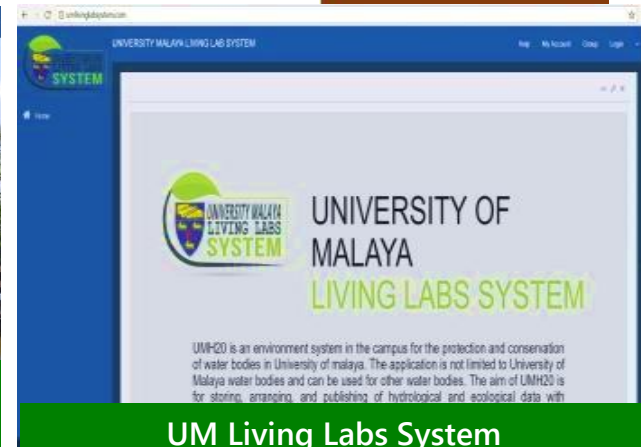 umlivinglabsystem.com
UNIVERSITY MALAYA LIVING LAB SYSTEM
Help My Account Group Login
SYSTEM
Home
UNIVERSITY MALAYA
LIVING LABS
SYSTEM
UNIVERSITY OF
MALAYA
LIVING LABS SYSTEM
UMH20 is an environment system in the campus for the protection and conservation
of water bodies in University of malaya. The application is not limited to University of
Malaya water bodies and can be used for other water bodies. The aim of UMH20 is
for storing, arranging, and publishing of hydrological and ecological data with
UM Living Labs System